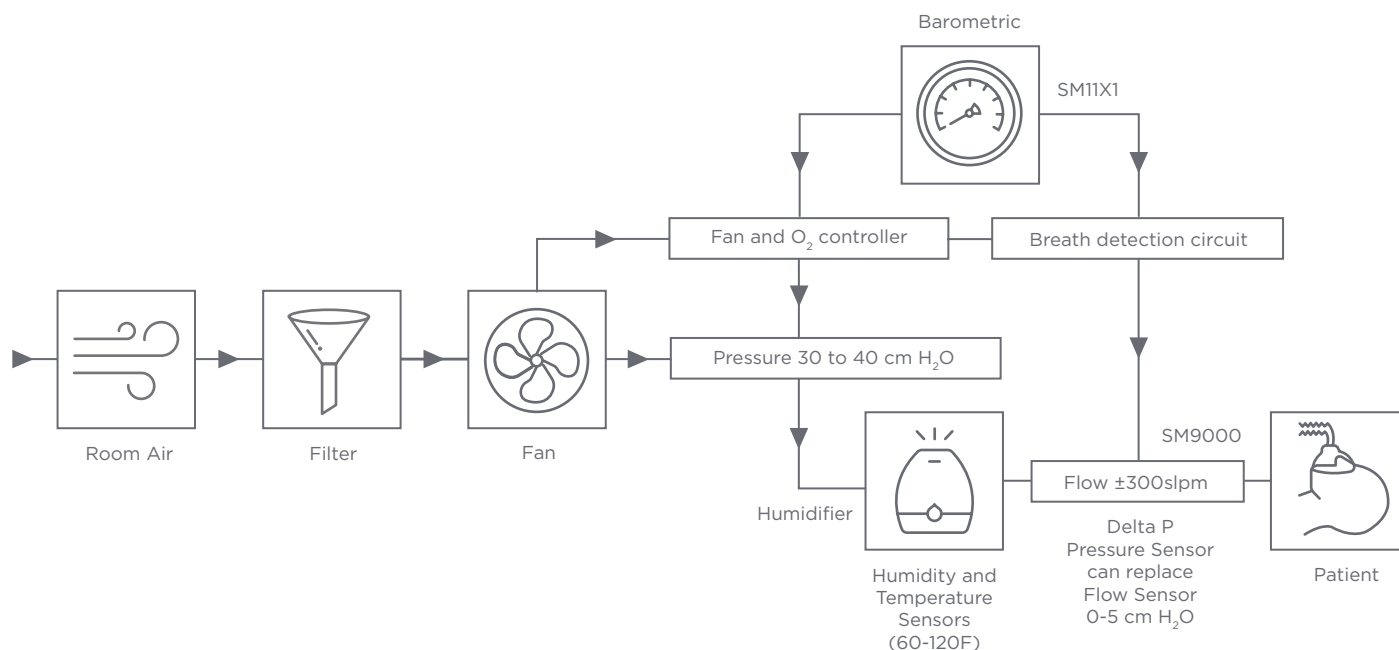 Barometric
SM11X1
Fan and O₂ controller
Breath detection circuit
Pressure 30 to 40 cm H₂O
Room Air
Filter
Fan
SM9000
Flow ±300slpm
Humidifier
Humidity and
Temperature
Sensors
(60-120F)
Delta P
Pressure Sensor
can replace
Flow Sensor
0-5 cm H₂O
Patient